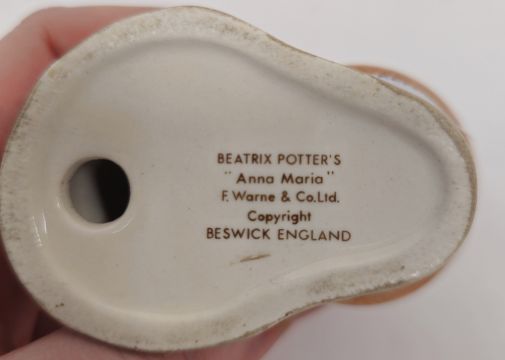 BEATRIX POTTER'S
"Anna Maria"
F. Warne & Co.Ltd.
Copyright
BESWICK ENGLAND